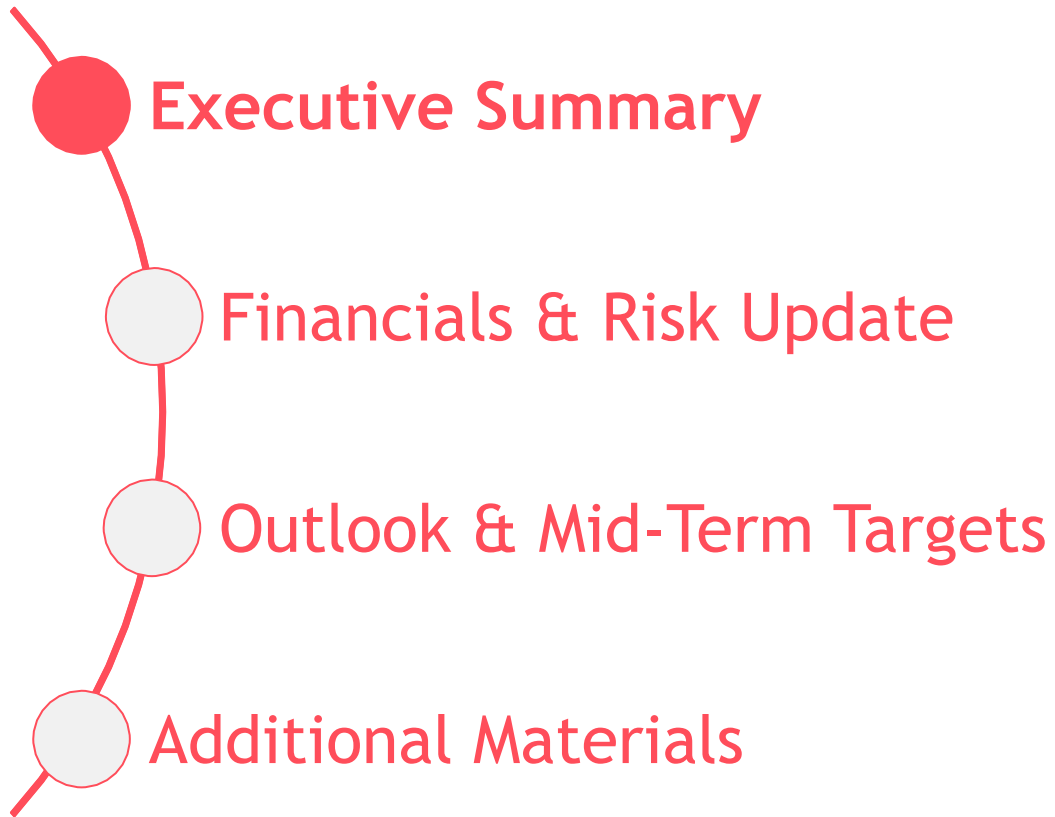 Executive Summary
Financials & Risk Update
Outlook & Mid-Term Targets
Additional Materials